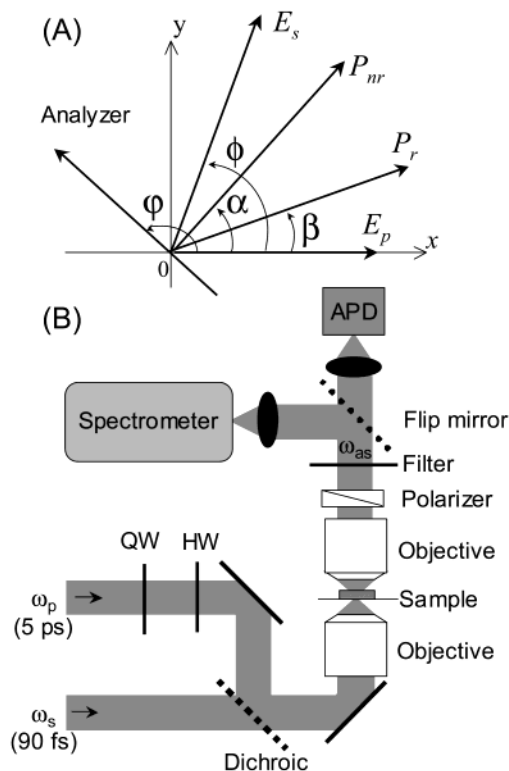 (A)
y
E_s
P_nr
Analyzer
P_r
ϕ
φ
α
β
E_p
x
0
(B)
APD
Spectrometer
Flip mirror
ω_as
Filter
Polarizer
QW
HW
Objective
ω_p
(5 ps)
Sample
Objective
ω_s
(90 fs)
Dichroic